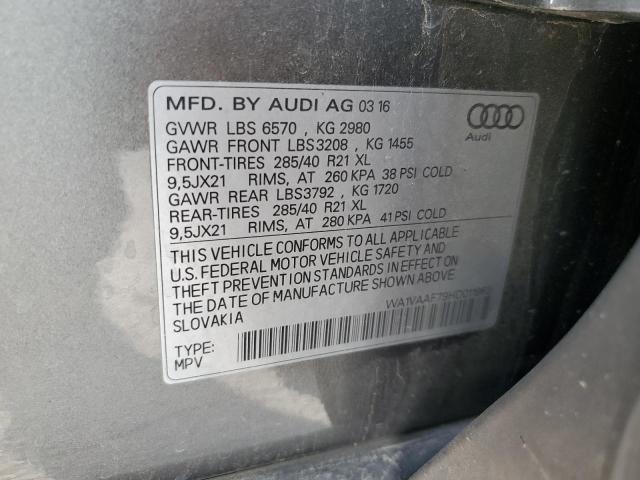 MFD. BY AUDI AG 03 16
Audi
GVWR LBS 6570 , KG 2980
GAWR FRONT LBS3208 , KG 1455
FRONT-TIRES 285/40 R21 XL
9,5JX21 RIMS, AT 260 KPA 38 PSI COLD
GAWR REAR LBS3792 , KG 1720
REAR-TIRES 285/40 R21 XL
9,5JX21 RIMS, AT 280 KPA 41 PSI COLD
THIS VEHICLE CONFORMS TO ALL APPLICABLE
U.S. FEDERAL MOTOR VEHICLE SAFETY AND
THEFT PREVENTION STANDARDS IN EFFECT ON
THE DATE OF MANUFACTURE SHOWN ABOVE.
SLOVAKIA
TYPE:
MPV